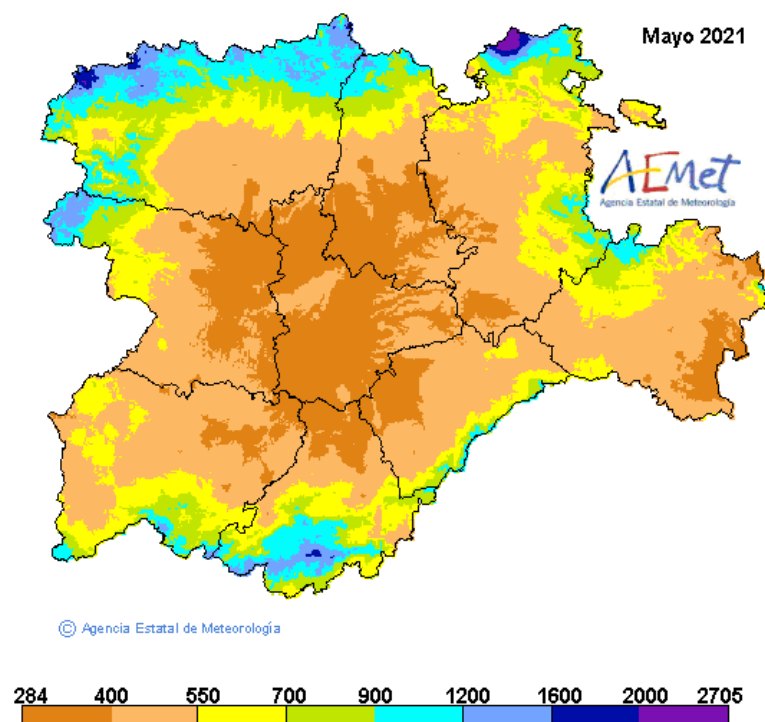 Mayo 2021
AEMet
Agencia Estatal de Meteorología
© Agencia Estatal de Meteorología
284 400 550 700 900 1200 1600 2000 2705